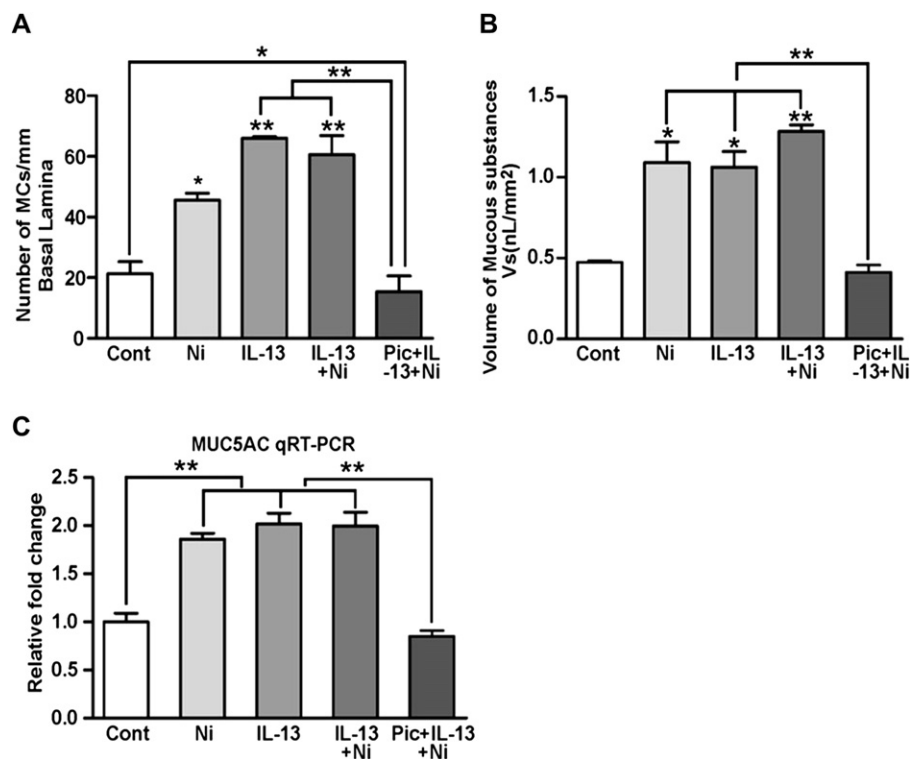 A
*
**
80
60
40
20
0
Number of MCs/mm
Basal Lamina
*
**
**
Cont
Ni
IL-13
IL-13
+Ni
Pic+IL
-13+Ni
B
**
1.5
1.0
0.5
0.0
Volume of Mucous substances
Vs(nL/mm²)
*
*
**
Cont
Ni
IL-13
IL-13
+Ni
Pic+IL
-13+Ni
C
MUC5AC qRT-PCR
**
**
2.5
2.0
1.5
1.0
0.5
0.0
Relative fold change
Cont
Ni
IL-13
IL-13
+Ni
Pic+IL-13
+Ni